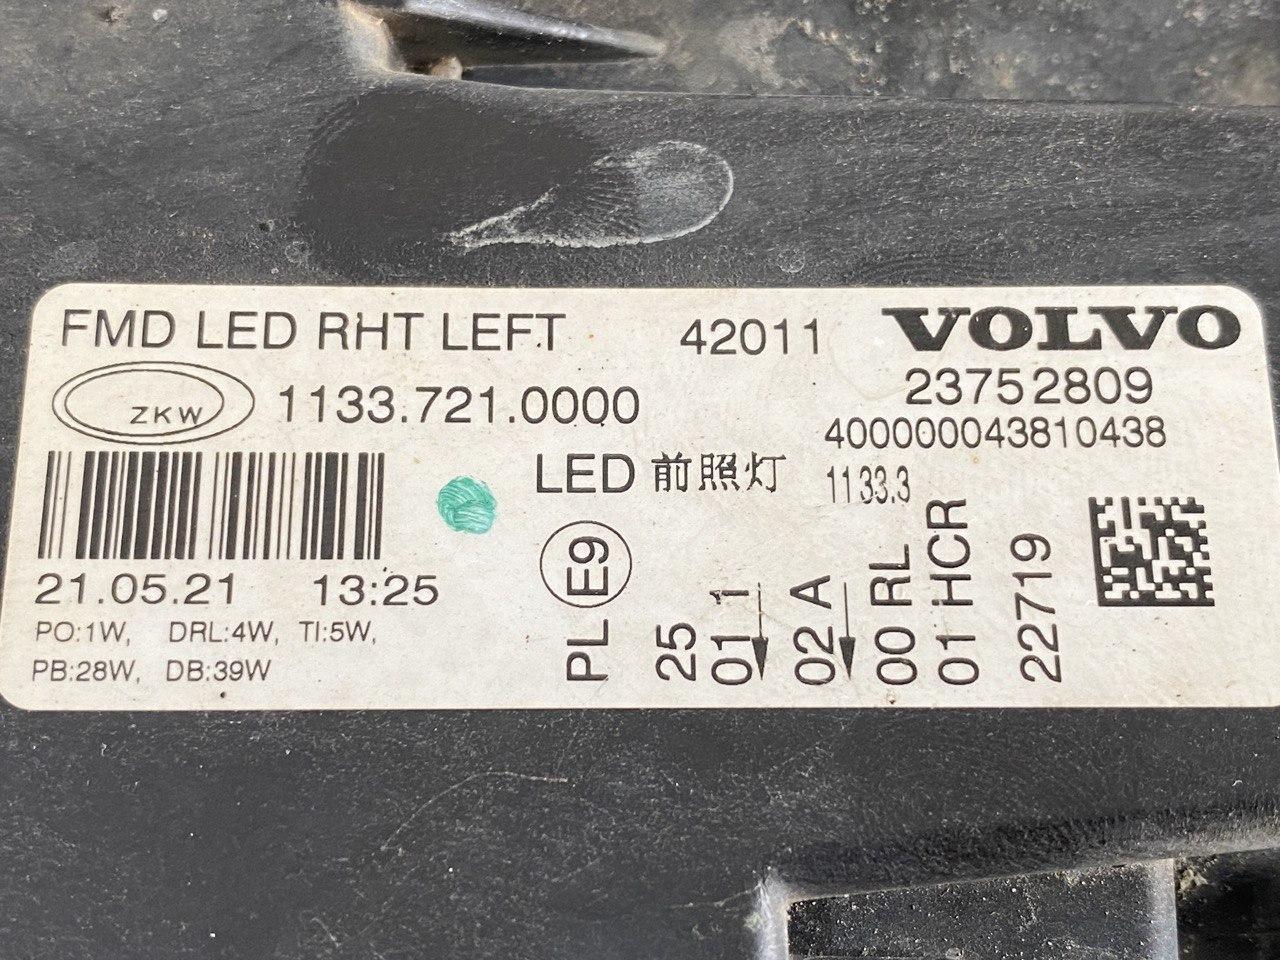 FMD LED RHT LEFT 42011 VOLVO
ZKW 1133.721.0000 23752809
400000043810438
LED 前照灯 1133.3
21.05.21 13:25
PO:1W, DRL:4W, TI:5W,
PB:28W, DB:39W
PL E9
25
01 1
02 A
00 RL
01 HCR
22719